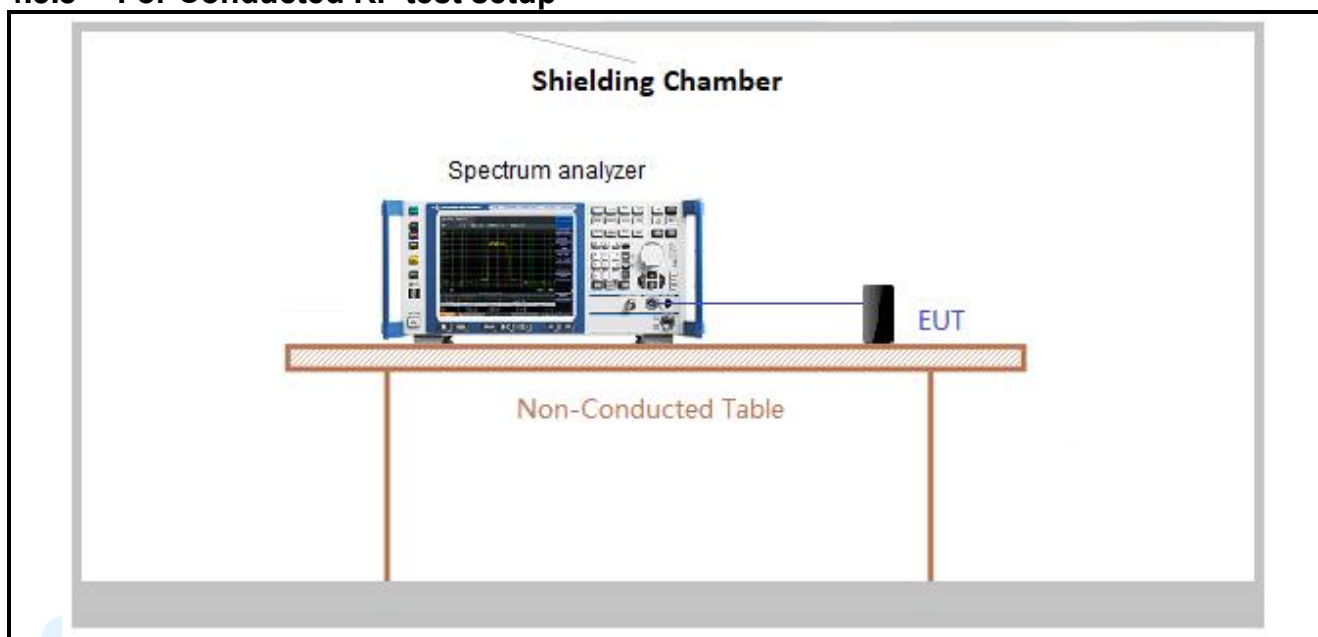 For Conducted RF test setup
Shielding Chamber
Spectrum analyzer
EUT
Non-Conducted Table